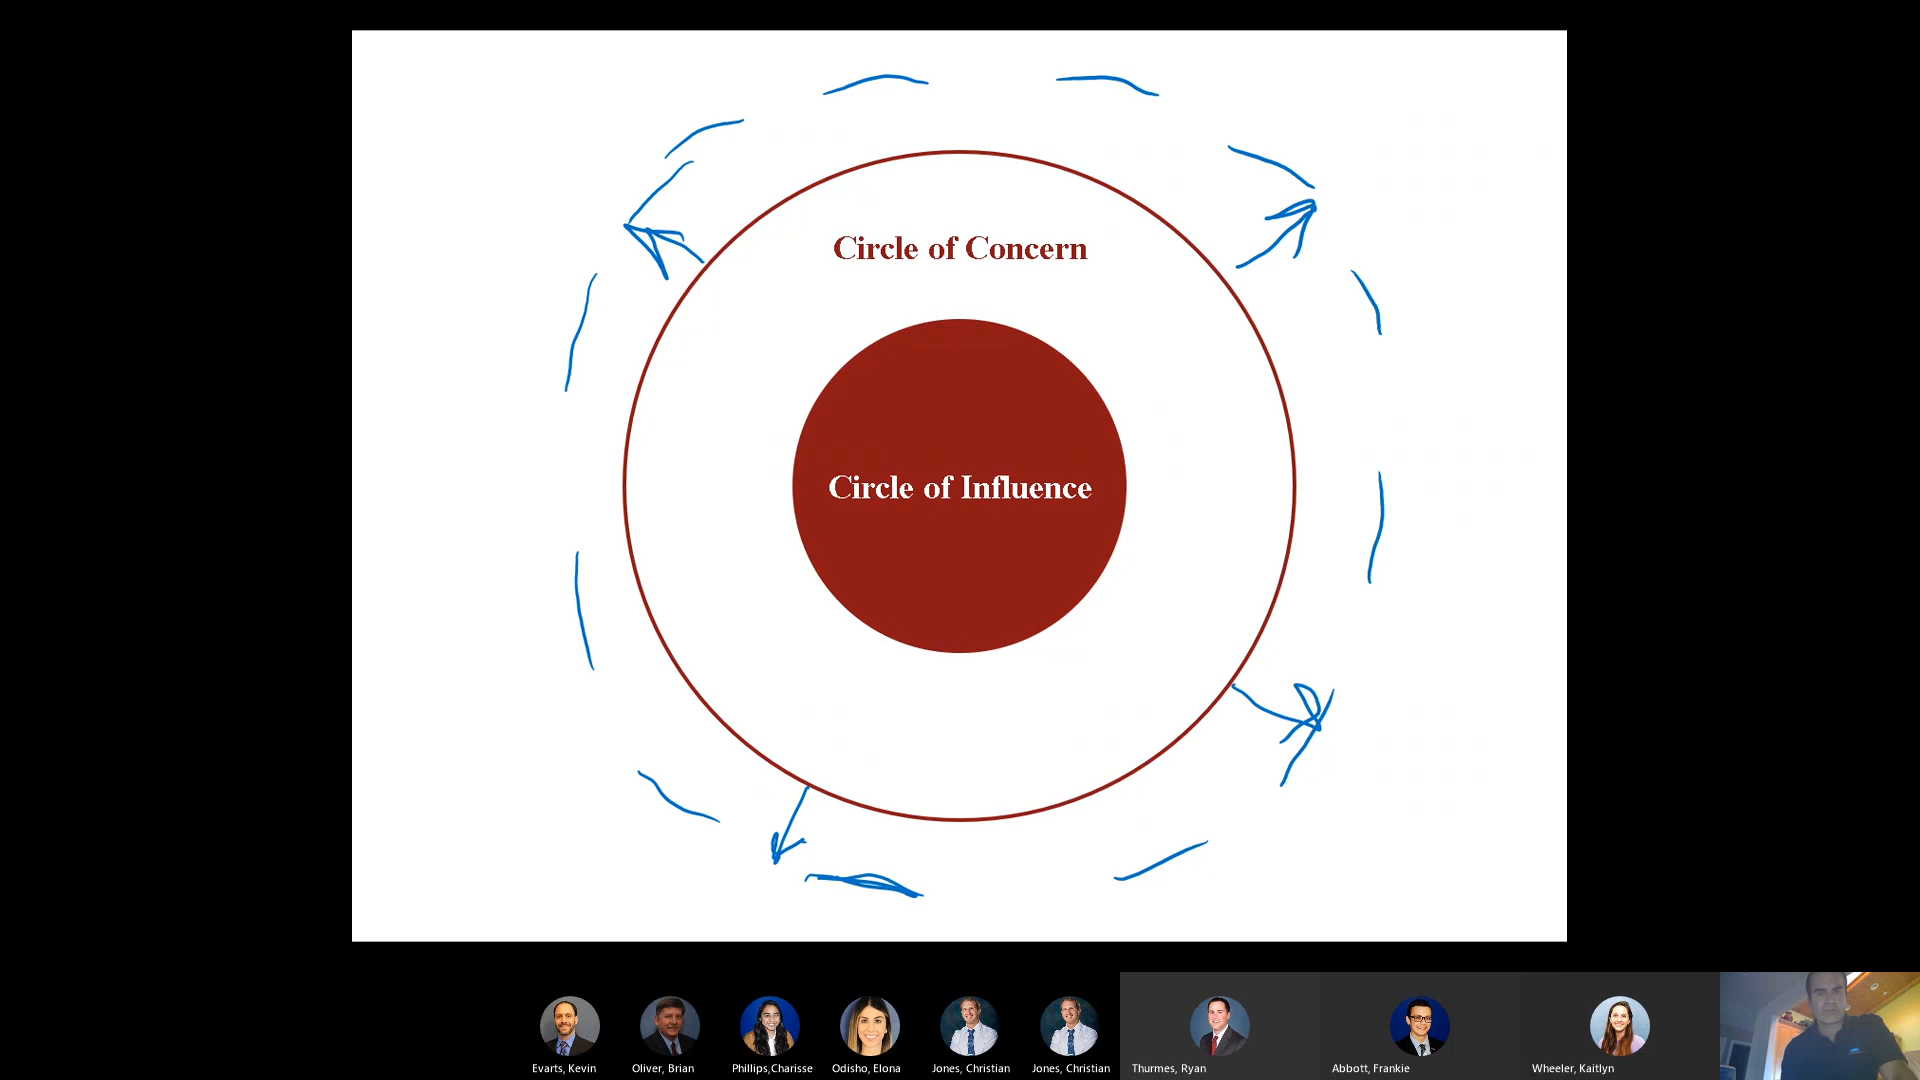 Circle of Concern
Circle of Influence
Evarts, Kevin
Oliver, Brian
Phillips,Charisse
Odisho, Elona
Jones, Christian
Jones, Christian
Thurmes, Ryan
Abbott, Frankie
Wheeler, Kaitlyn